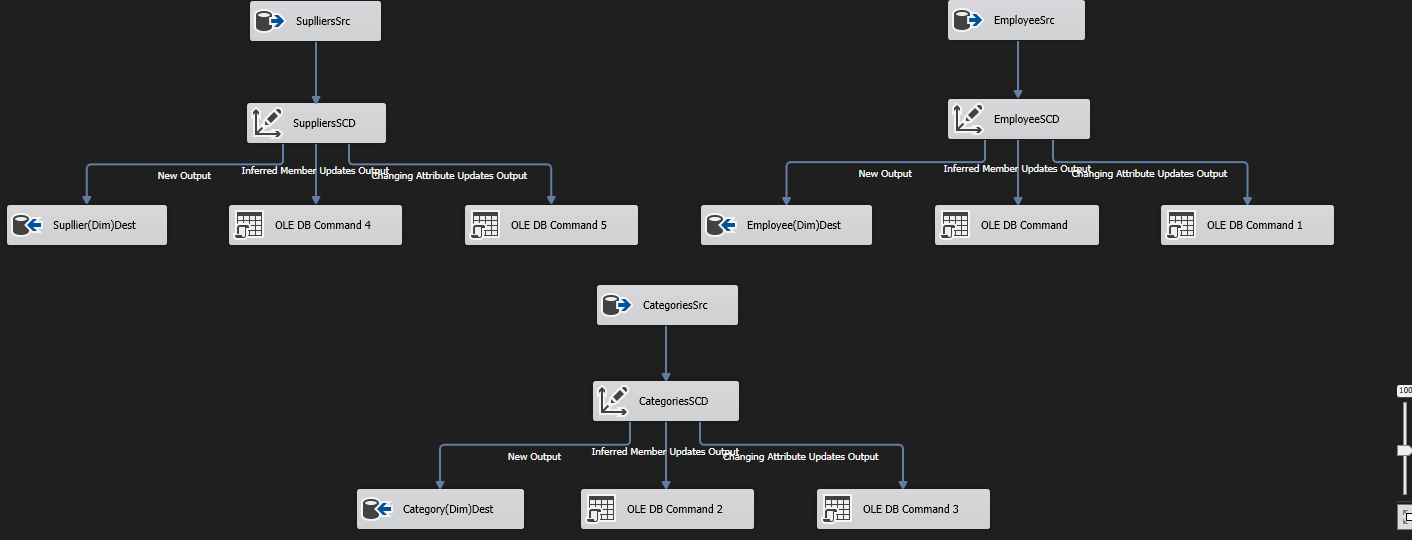 SuplliersSrc
EmployeeSrc
SuppliersSCD
EmployeeSCD
New Output
Inferred Member Updates Output
Changing Attribute Updates Output
New Output
Inferred Member Updates Output
Changing Attribute Updates Output
Supllier(Dim)Dest
OLE DB Command 4
OLE DB Command 5
Employee(Dim)Dest
OLE DB Command
OLE DB Command 1
CategoriesSrc
CategoriesSCD
100
New Output
Inferred Member Updates Output
Changing Attribute Updates Output
Category(Dim)Dest
OLE DB Command 2
OLE DB Command 3